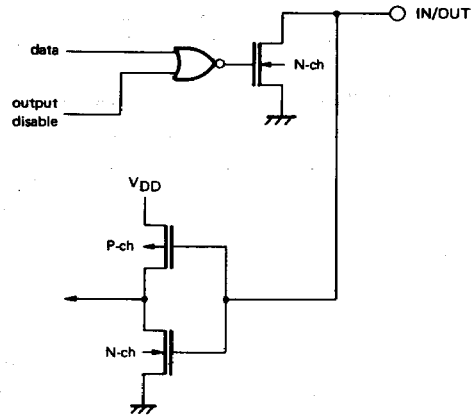 IN/OUT
data
N-ch
output
disable
VDD
P-ch
N-ch